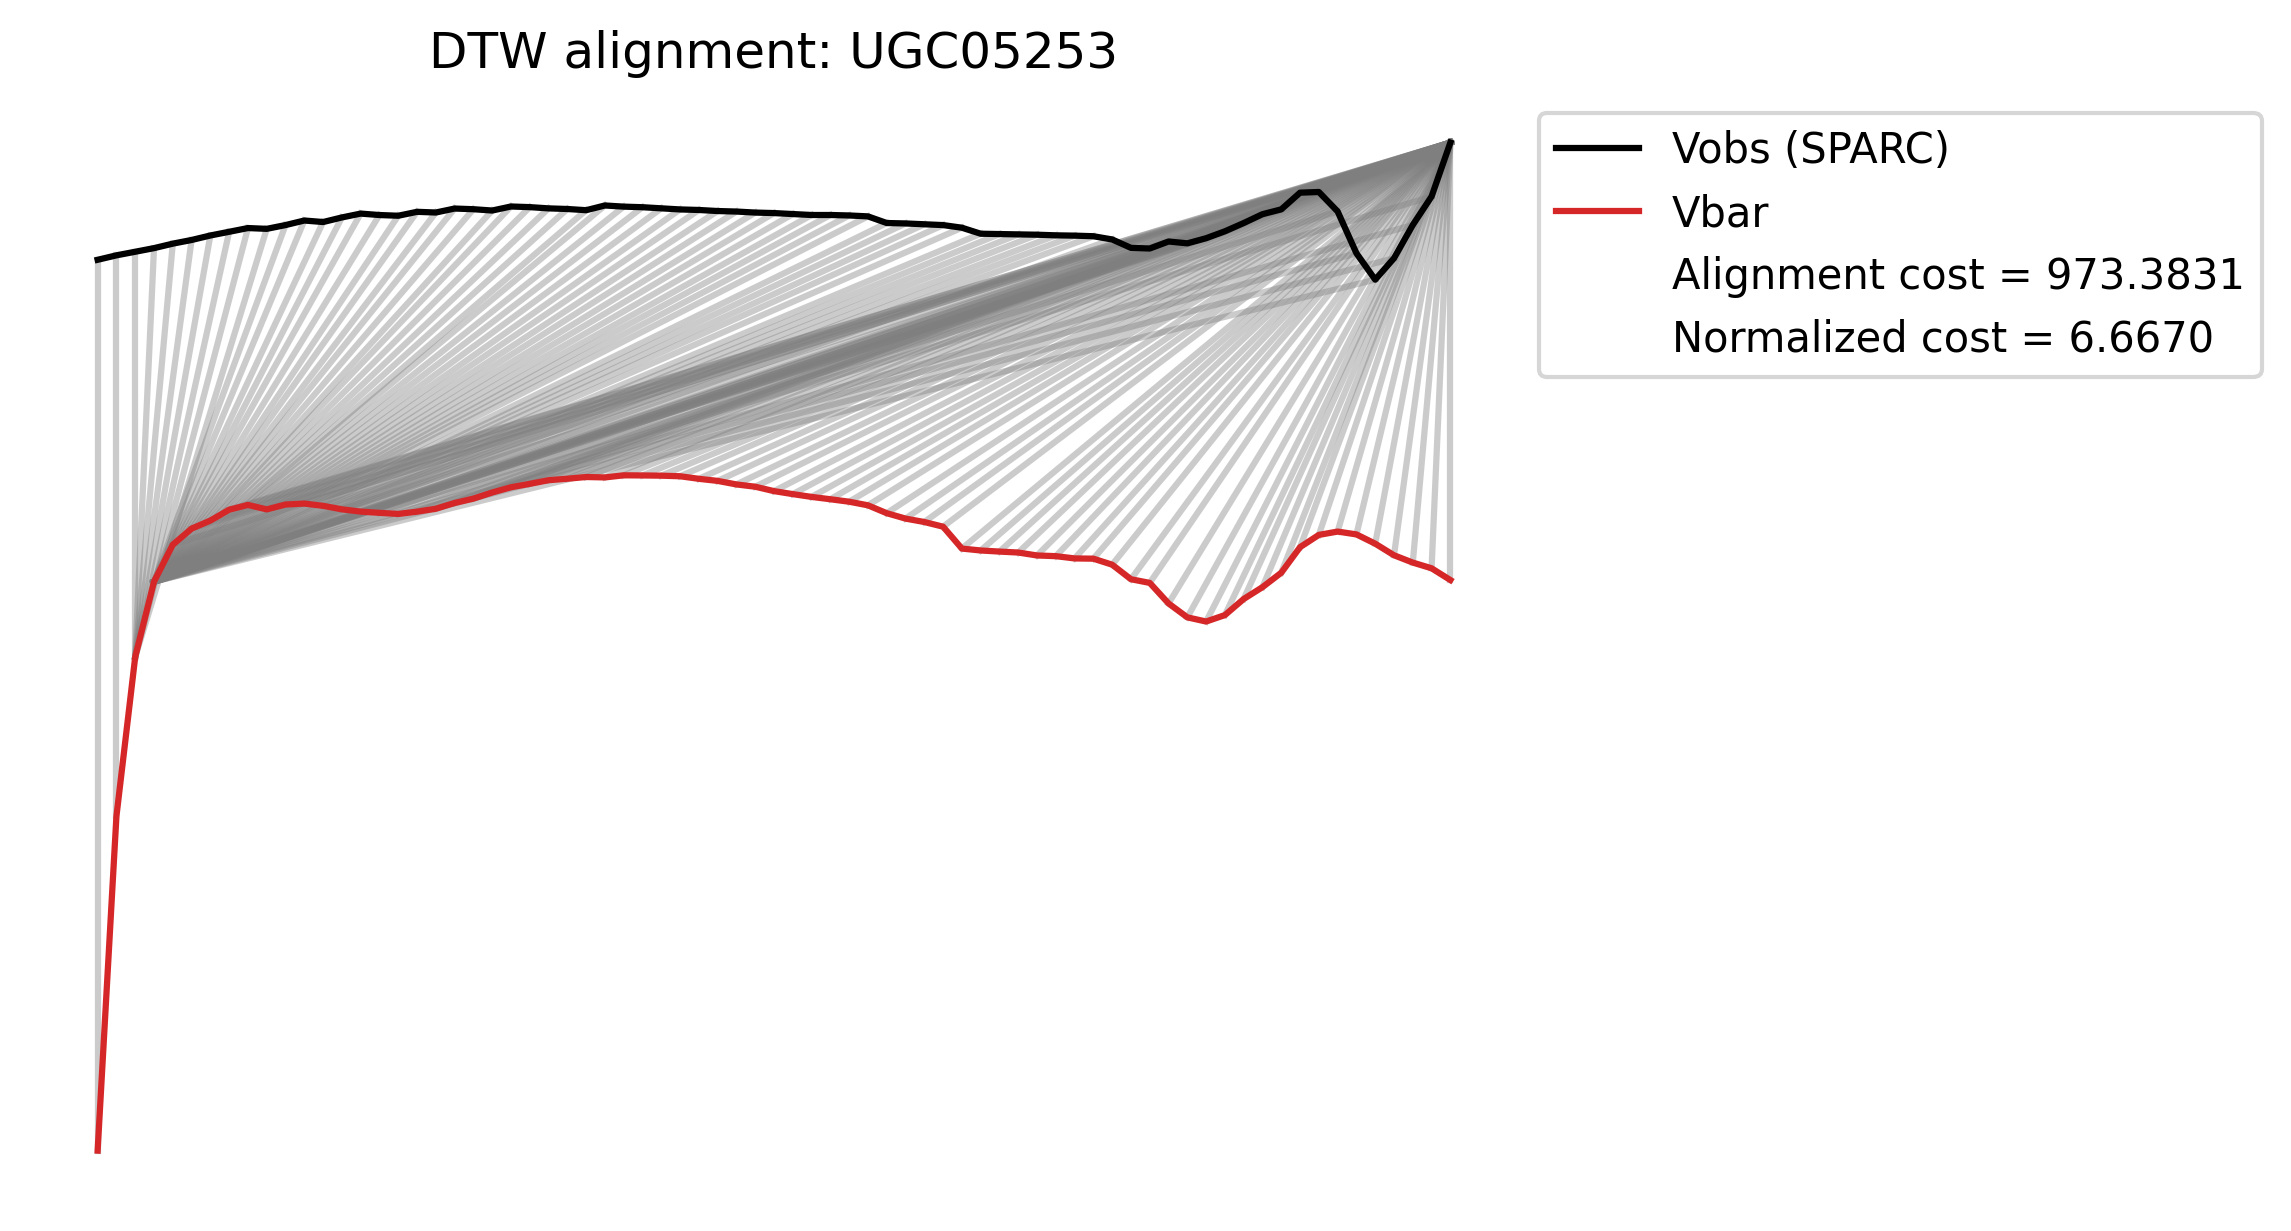 DTW alignment: UGC05253
Vobs (SPARC)
Vbar
Alignment cost = 973.3831
Normalized cost = 6.6670